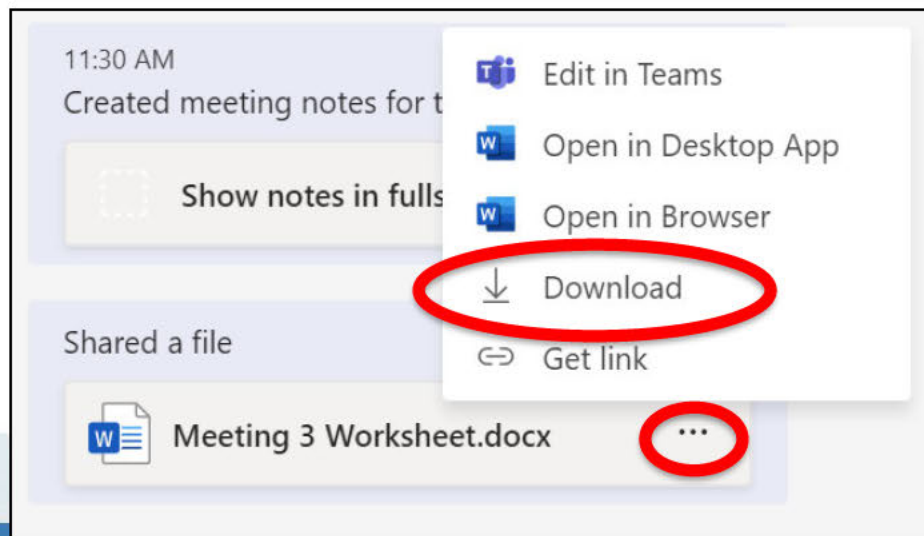 11:30 AM
Created meeting notes for t
Show notes in fulls
Edit in Teams
Open in Desktop App
Open in Browser
Download
Get link
Shared a file
Meeting 3 Worksheet.docx
...